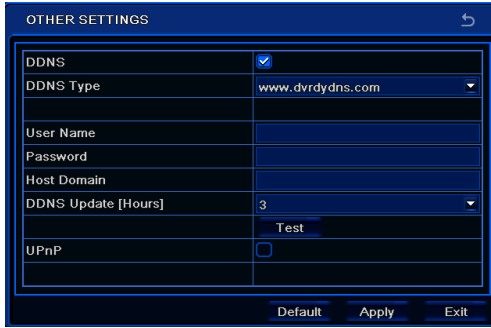 OTHER SETTINGS
DDNS
DDNS Type www.dvrdydns.com
User Name
Password
Host Domain
DDNS Update [Hours] 3
Test
UPnP
Default Apply Exit